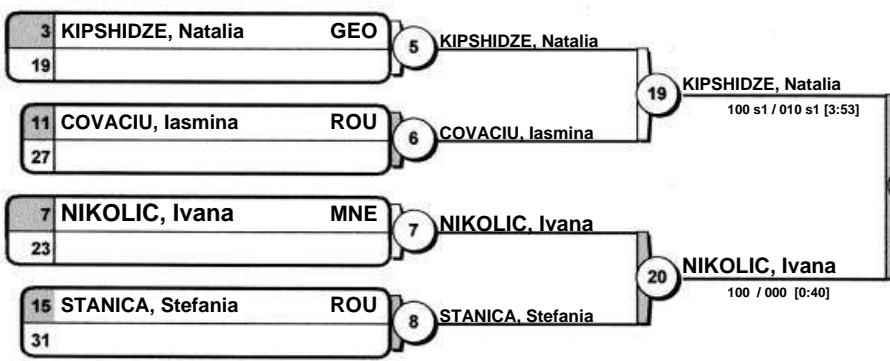 3 KIPSHIDZE, Natalia GEO
19
5 KIPSHIDZE, Natalia
11 COVACIU, Iasmina ROU
27
6 COVACIU, Iasmina
19 KIPSHIDZE, Natalia
100 s1 / 010 s1 [3:53]
7 NIKOLIC, Ivana MNE
23
7 NIKOLIC, Ivana
15 STANICA, Stefania ROU
31
8 STANICA, Stefania
20 NIKOLIC, Ivana
100 / 000 [0:40]